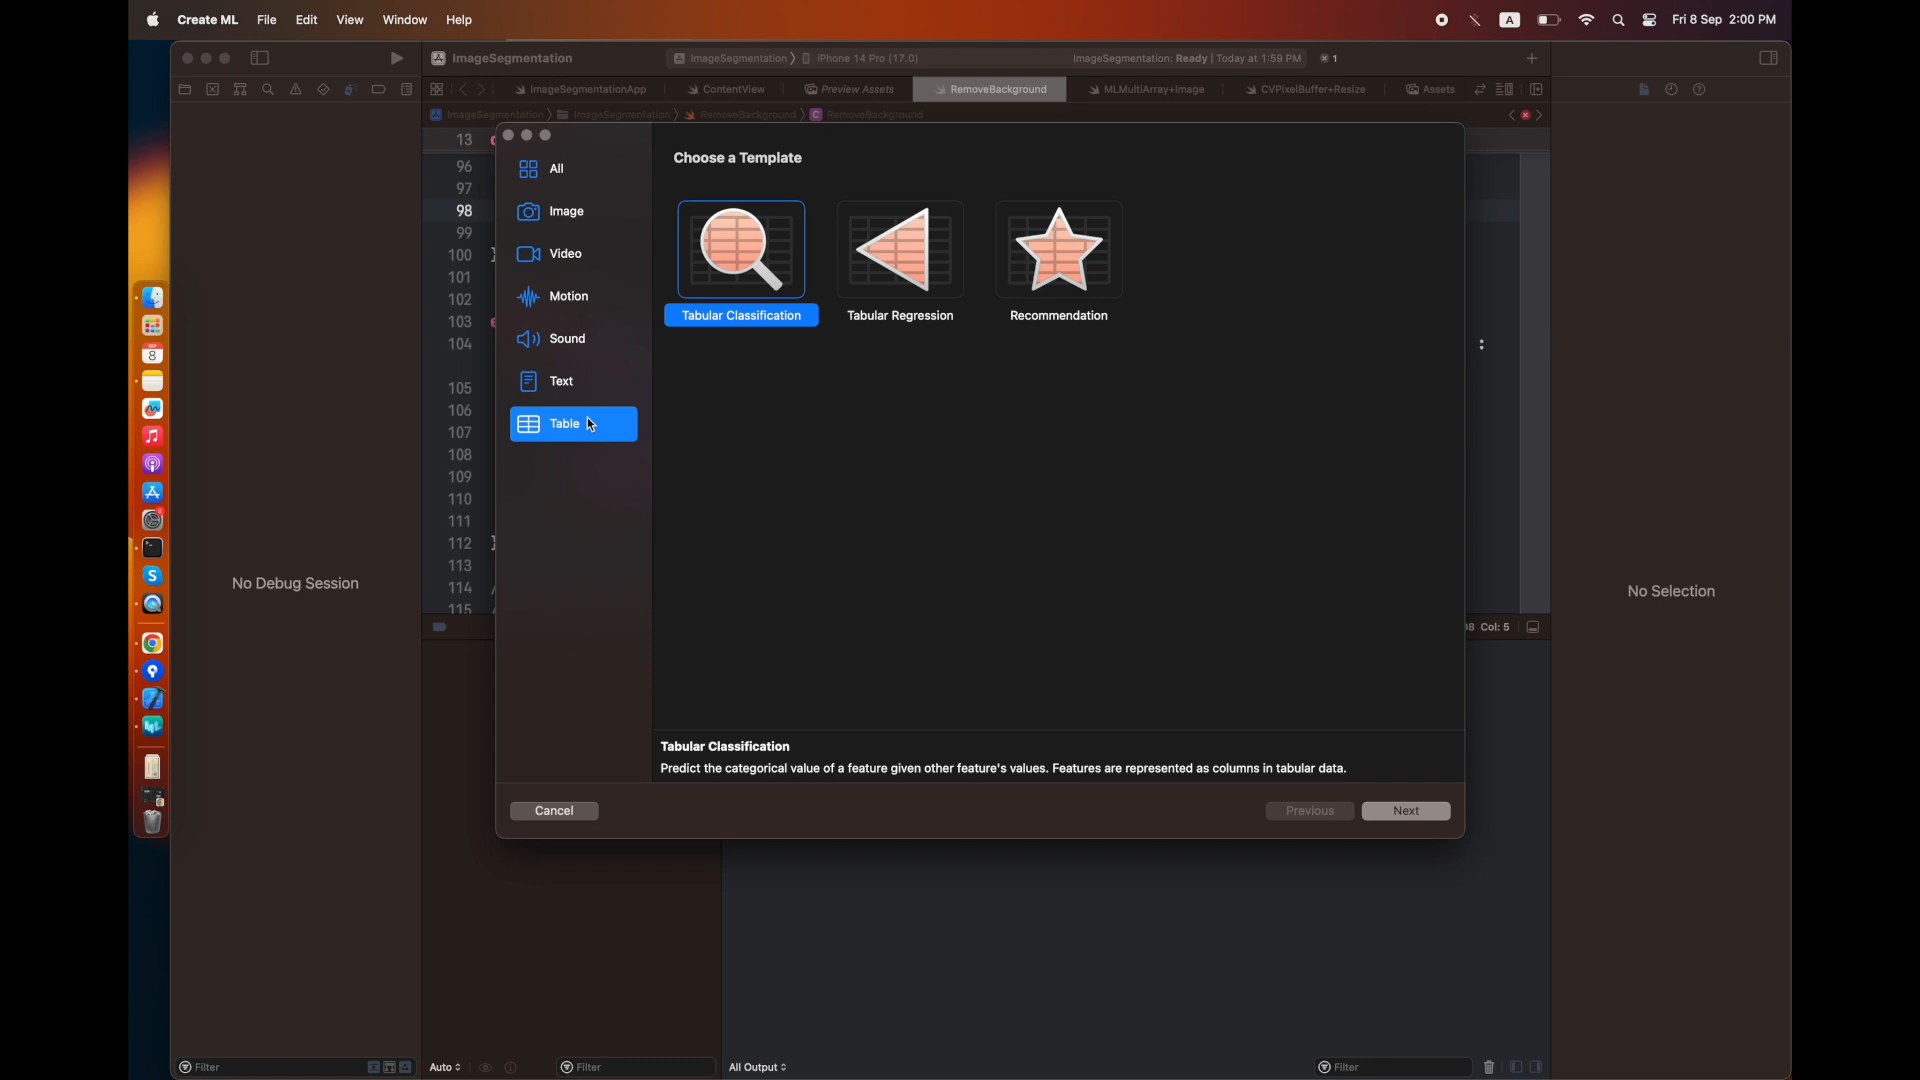 Create ML File Edit View Window Help
A Fri 8 Sep 2:00 PM
ImageSegmentation ImageSegmentation iPhone 14 Pro (17.0) ImageSegmentation: Ready | Today at 1:59 PM 1
ImageSegmentationApp ContentView Preview Assets RemoveBackground MLMultiArray+Image CVPixelBuffer+Resize Assets
ImageSegmentation ImageSegmentation RemoveBackground C RemoveBackground
13
96
97
98
99
100
101
102
103
104
105
106
107
108
109
110
111
112
113
114
115
All
Image
Video
Motion
Sound
Text
Table
Choose a Template
Tabular Classification Tabular Regression Recommendation
:
8
No Debug Session
No Selection
Col: 5
Tabular Classification
Predict the categorical value of a feature given other feature's values. Features are represented as columns in tabular data.
Cancel Previous Next
Filter Auto Filter All Output Filter